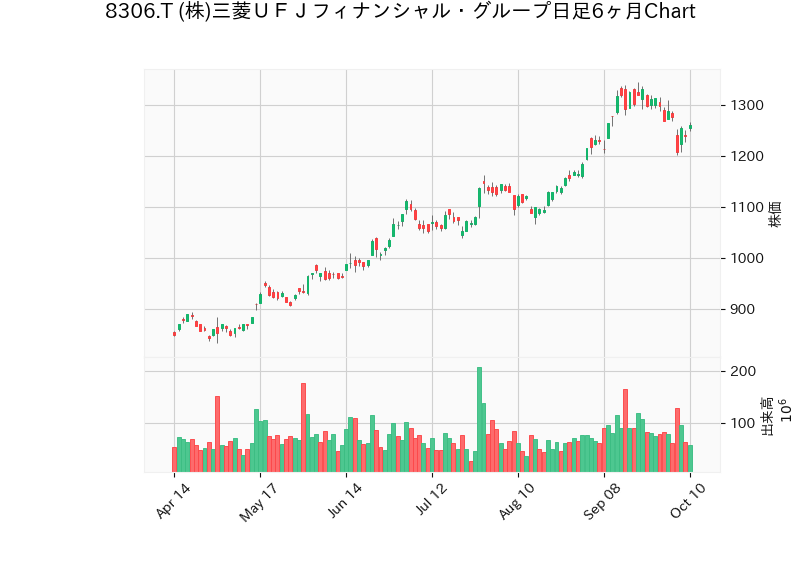 8306.T (株)三菱ＵＦＪフィナンシャル・グループ日足6ヶ月Chart
1300
1200
1100
1000
900
株価
200
100
出来高
10^6
Apr 14
May 17
Jun 14
Jul 12
Aug 10
Sep 08
Oct 10